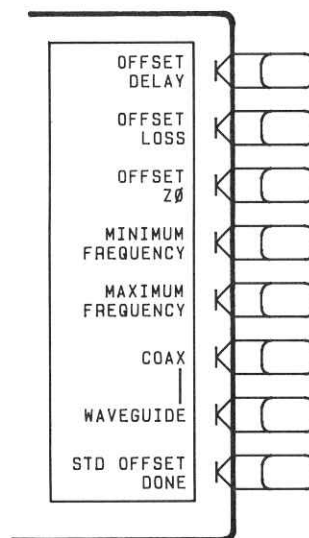 OFFSET
DELAY
OFFSET
LOSS
OFFSET
ZØ
MINIMUM
FREQUENCY
MAXIMUM
FREQUENCY
COAX
WAVEGUIDE
STD OFFSET
DONE